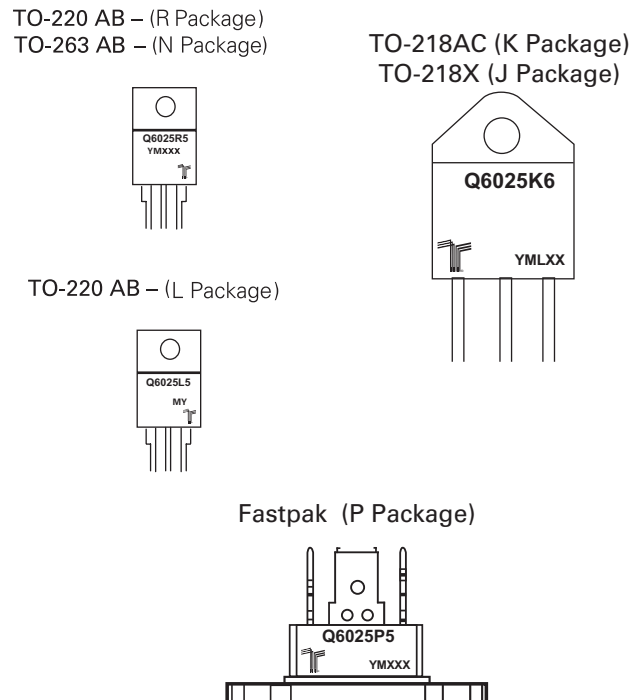 TO-220 AB – (R Package)
TO-263 AB – (N Package)
Q6025R5
YMXXX
TO-218AC (K Package)
TO-218X (J Package)
Q6025K6
YMLXX
TO-220 AB – (L Package)
Q6025L5
MY
Fastpak (P Package)
Q6025P5
YMXXX